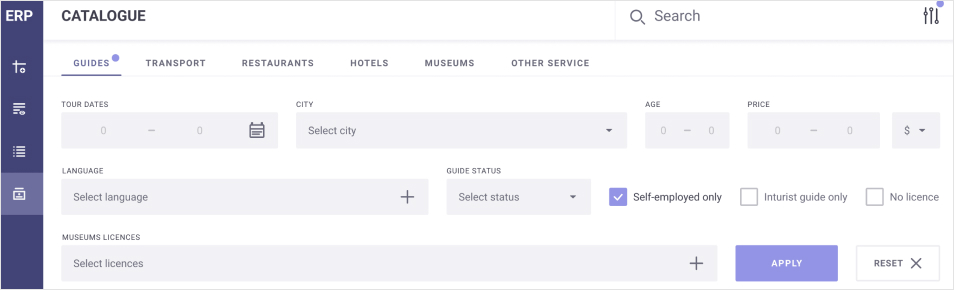 ERP
CATALOGUE
Search
GUIDES TRANSPORT RESTAURANTS HOTELS MUSEUMS OTHER SERVICE
TOUR DATES CITY AGE PRICE
0 – 0 Select city 0 – 0 0 – 0 $
LANGUAGE GUIDE STATUS
Select language Select status Self-employed only Inturist guide only No licence
MUSEUMS LICENCES
Select licences APPLY RESET